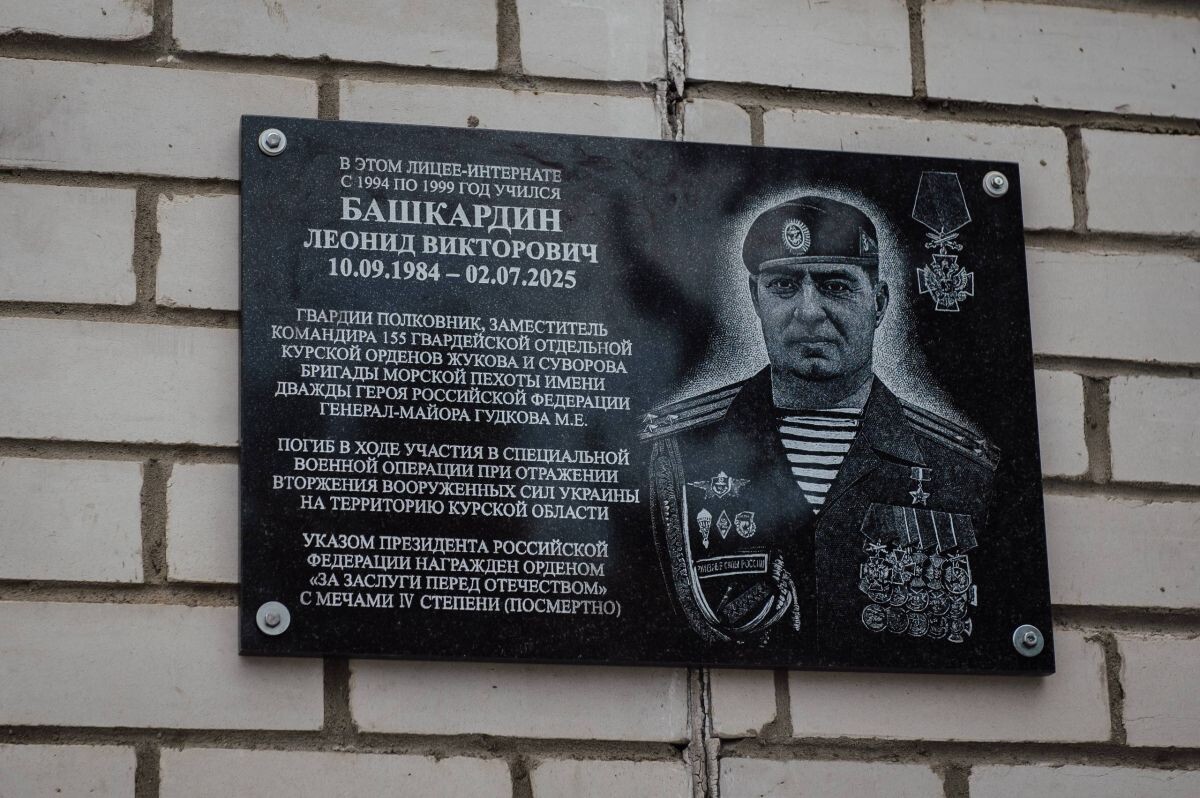 В ЭТОМ ЛИЦЕЕ-ИНТЕРНАТЕ
С 1994 ПО 1999 ГОД УЧИЛСЯ
БАШКАРДИН
ЛЕОНИД ВИКТОРОВИЧ
10.09.1984 – 02.07.2025
ГВАРДИИ ПОЛКОВНИК, ЗАМЕСТИТЕЛЬ
КОМАНДИРА 155 ГВАРДЕЙСКОЙ ОТДЕЛЬНОЙ
КУРСКОЙ ОРДЕНОВ ЖУКОВА И СУВОРОВА
БРИГАДЫ МОРСКОЙ ПЕХОТЫ ИМЕНИ
ДВАЖДЫ ГЕРОЯ РОССИЙСКОЙ ФЕДЕРАЦИИ
ГЕНЕРАЛ-МАЙОРА ГУДКОВА М.Е.
ПОГИБ В ХОДЕ УЧАСТИЯ В СПЕЦИАЛЬНОЙ
ВОЕННОЙ ОПЕРАЦИИ ПРИ ОТРАЖЕНИИ
ВТОРЖЕНИЯ ВООРУЖЕННЫХ СИЛ УКРАИНЫ
НА ТЕРРИТОРИЮ КУРСКОЙ ОБЛАСТИ
УКАЗОМ ПРЕЗИДЕНТА РОССИЙСКОЙ
ФЕДЕРАЦИИ НАГРАЖДЕН ОРДЕНОМ
«ЗА ЗАСЛУГИ ПЕРЕД ОТЕЧЕСТВОМ»
С МЕЧАМИ IV СТЕПЕНИ (ПОСМЕРТНО)
СИЛЫ РОССИИ